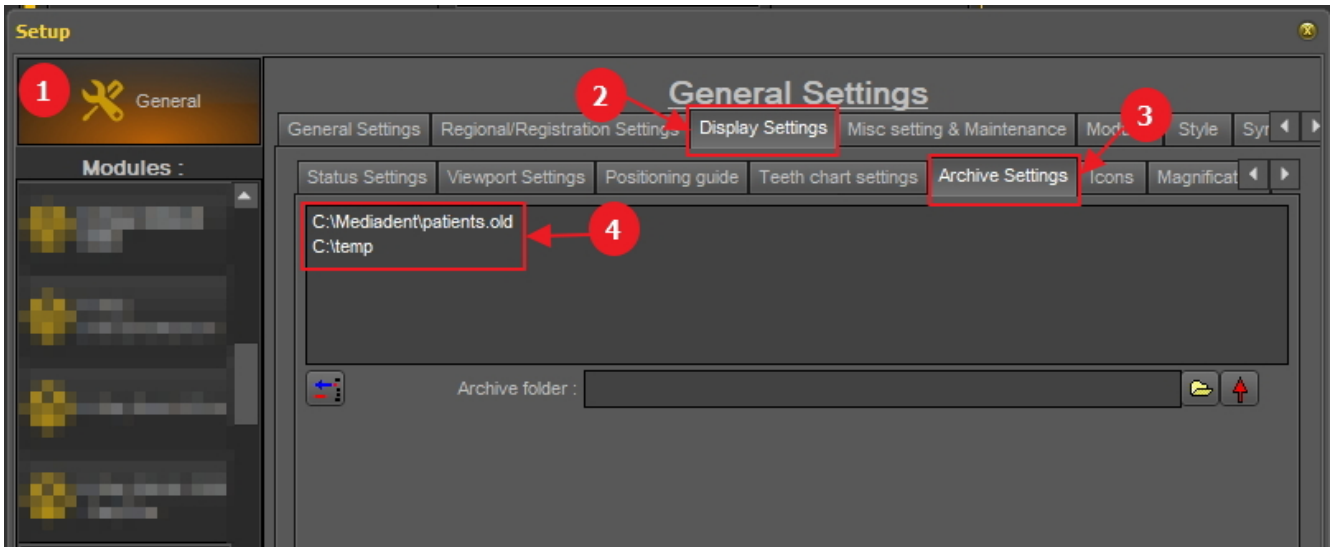 Setup
1
General
General Settings
2
3
General Settings
Regional/Registration Settings
Display Settings
Misc setting & Maintenance
Style
Modules :
Status Settings
Viewport Settings
Positioning guide
Teeth chart settings
Archive Settings
Icons
C:\Mediadent\patients.old
4
C:\temp
Archive folder :